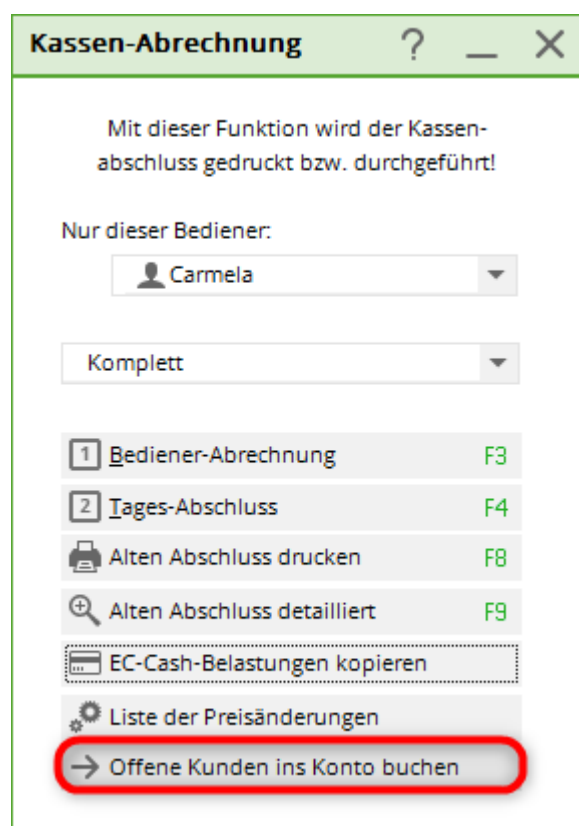 Kassen-Abrechnung ?
Mit dieser Funktion wird der Kassen-
abschluss gedruckt bzw. durchgeführt!
Nur dieser Bediener:
Carmela
Komplett
1 Bediener-Abrechnung F3
2 Tages-Abschluss F4
Alten Abschluss drucken F8
Alten Abschluss detailliert F9
EC-Cash-Belastungen kopieren
Liste der Preisänderungen
Offene Kunden ins Konto buchen